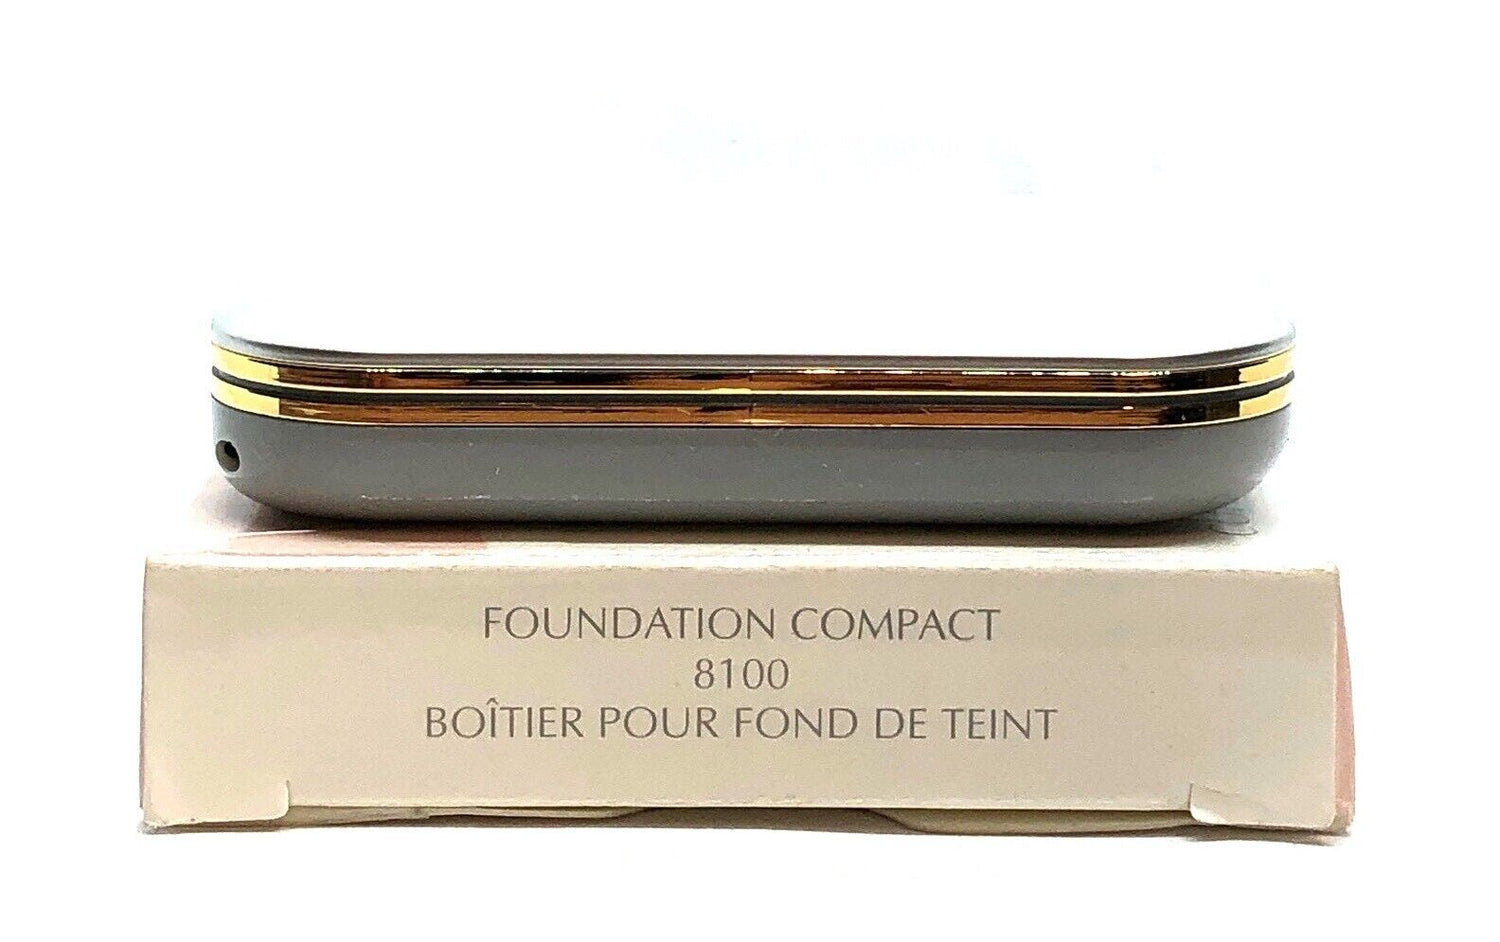 FOUNDATION COMPACT
8100
BOÎTIER POUR FOND DE TEINT